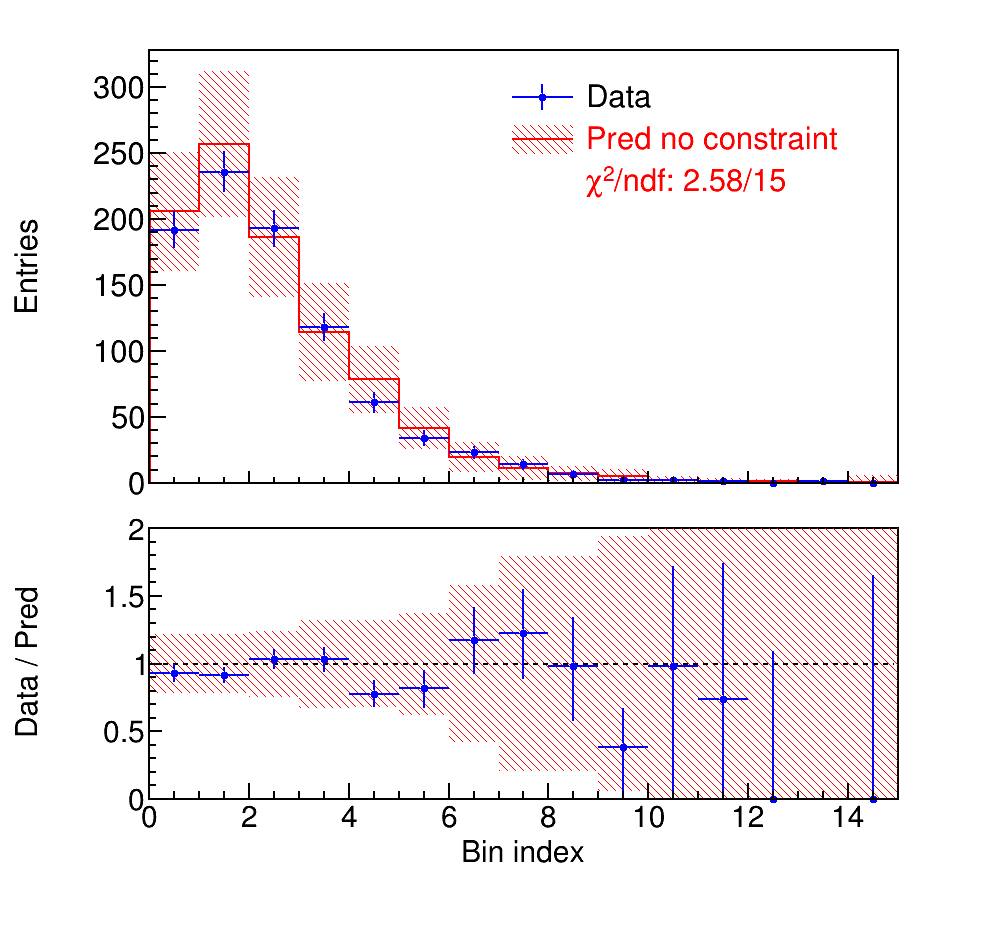 Entries
300
250
200
150
100
50
0
Data
Pred no constraint
χ²/ndf: 2.58/15
Data / Pred
2
1.5
1
0.5
0
0 2 4 6 8 10 12 14
Bin index